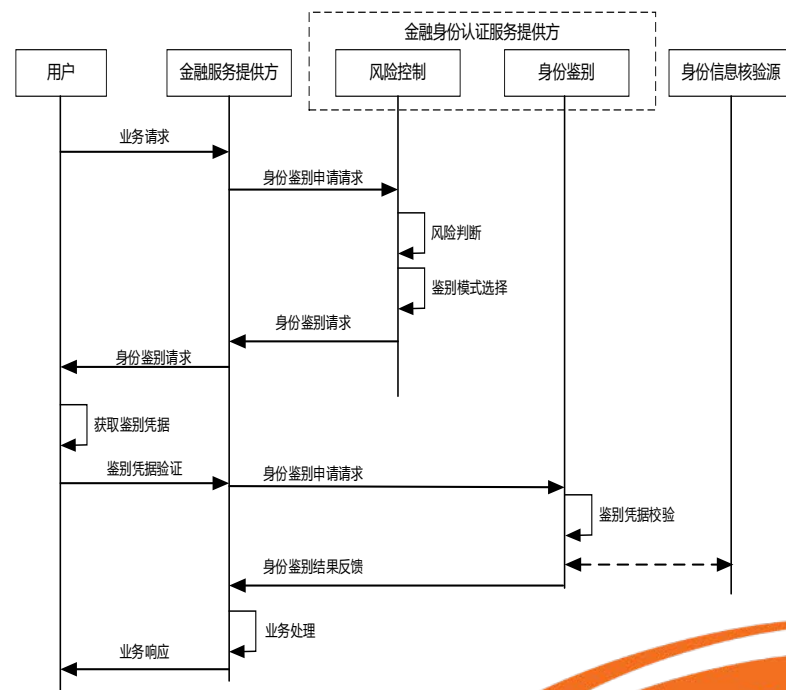 金融身份认证服务提供方
用户
金融服务提供方
风险控制
身份鉴别
身份信息核验源
业务请求
身份鉴别申请请求
风险判断
鉴别模式选择
身份鉴别请求
身份鉴别请求
获取鉴别凭据
鉴别凭据验证
身份鉴别申请请求
鉴别凭据校验
身份鉴别结果反馈
业务处理
业务响应